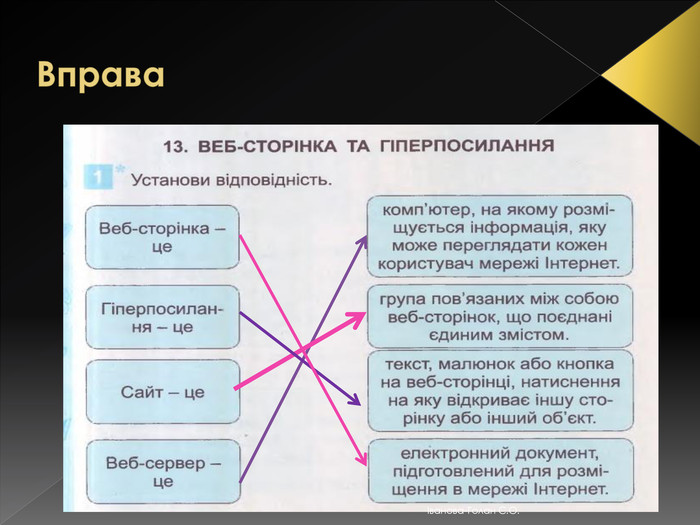 Вправа
13. ВЕБ-СТОРІНКА ТА ГІПЕРПОСИЛАННЯ
1* Установи відповідність.
Веб-сторінка –
це
Гіперпосилан-
ня – це
Сайт – це
Веб-сервер –
це
комп’ютер, на якому розмі-
щується інформація, яку
може переглядати кожен
користувач мережі Інтернет.
група пов’язаних між собою
веб-сторінок, що поєднані
єдиним змістом.
текст, малюнок або кнопка
на веб-сторінці, натиснення
на яку відкриває іншу сто-
рінку або інший об’єкт.
електронний документ,
підготовлений для розмі-
щення в мережі Інтернет.